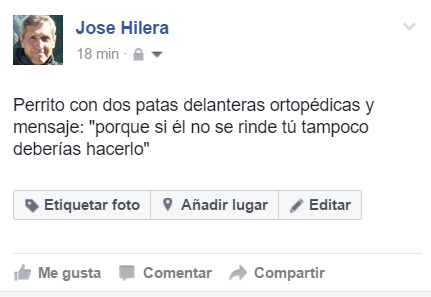 Jose Hilera
18 min ·
Perrito con dos patas delanteras ortopédicas y
mensaje: "porque si él no se rinde tú tampoco
deberías hacerlo"
Etiquetar foto Añadir lugar Editar
Me gusta Comentar Compartir